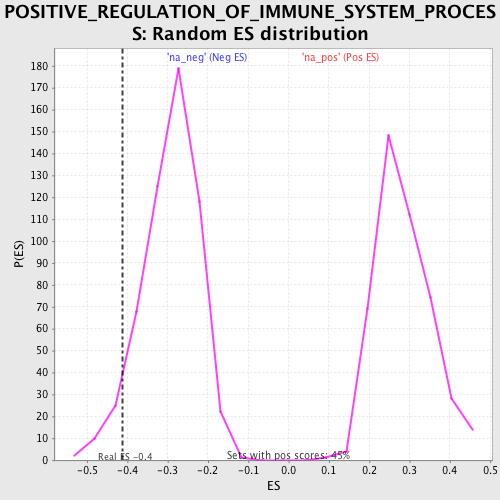 POSITIVE_REGULATION_OF_IMMUNE_SYSTEM_PROCES
S: Random ES distribution
'na_neg' (Neg ES) 'na_pos' (Pos ES)
180
170
160
150
140
130
120
110
100
90
80
70
60
50
40
30
20
10
0
P(ES)
Real ES -0.4 Sets with pos scores: 45%
-0.5 -0.4 -0.3 -0.2 -0.1 0.0 0.1 0.2 0.3 0.4 0.5
ES